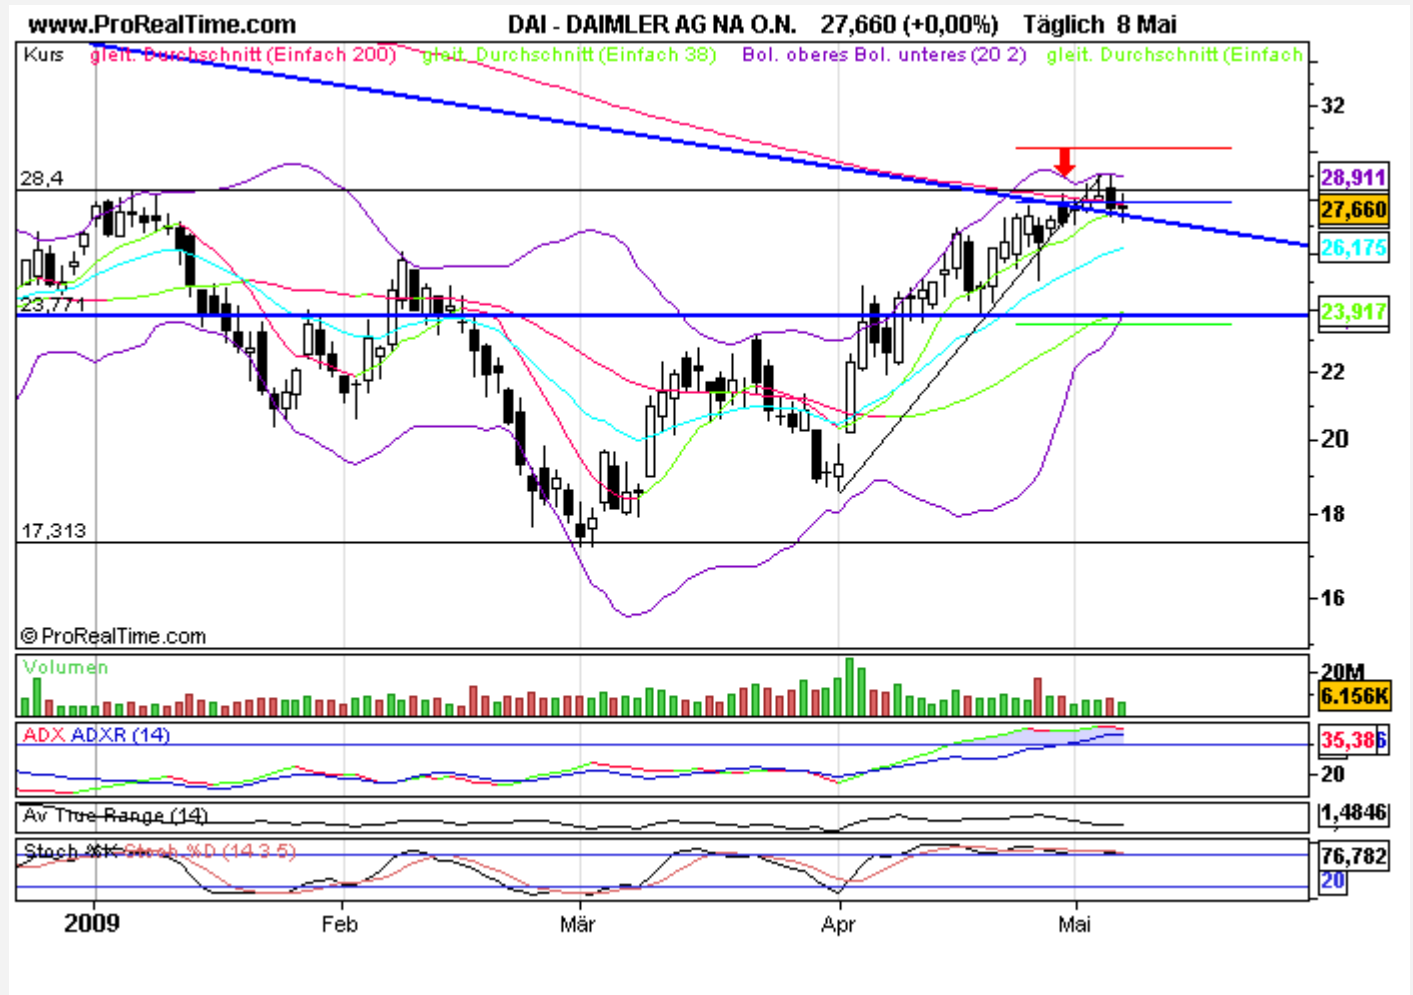 www.ProRealTime.com DAI - DAIMLER AG NA O.N. 27,660 (+0,00%) Täglich 8 Mai
Kurs gleit. Durchschnitt (Einfach 200) gleit. Durchschnitt (Einfach 38) Bol. oberes Bol. unteres (20 2) gleit. Durchschnitt (Einfach
32
28,4
28,911
27,660
26,175
23,771
23,917
22
20
18
17,313
16
© ProRealTime.com
Volumen
20M
6.156K
ADX ADXR (14)
35,38
20
Av True Range (14)
1,4846
Stoch %K Stoch %D (14 3 5)
76,782
20
2009 Feb Mär Apr Mai